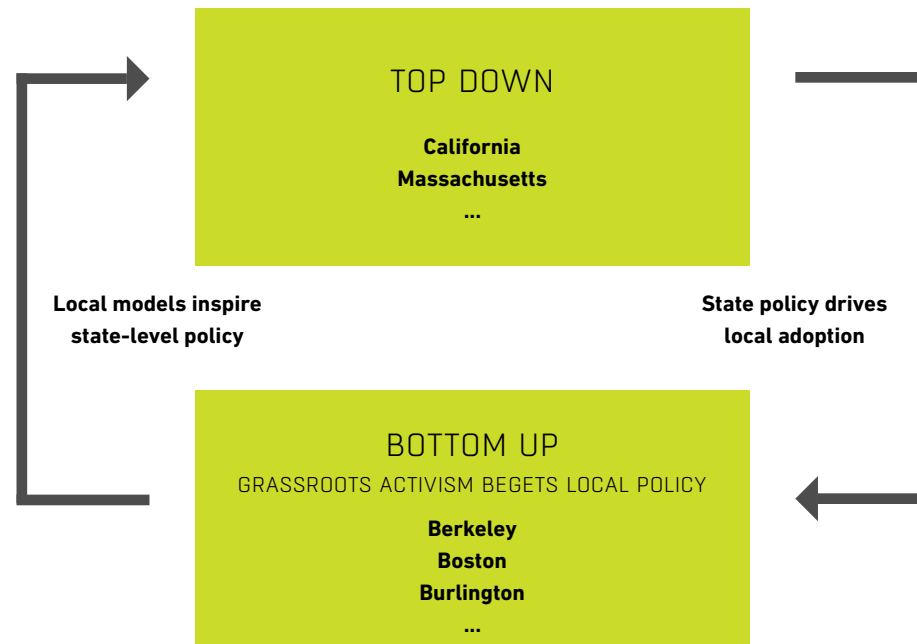 TOP DOWN
California
Massachusetts
...
Local models inspire
state-level policy
State policy drives
local adoption
BOTTOM UP
GRASSROOTS ACTIVISM BEGETS LOCAL POLICY
Berkeley
Boston
Burlington
...